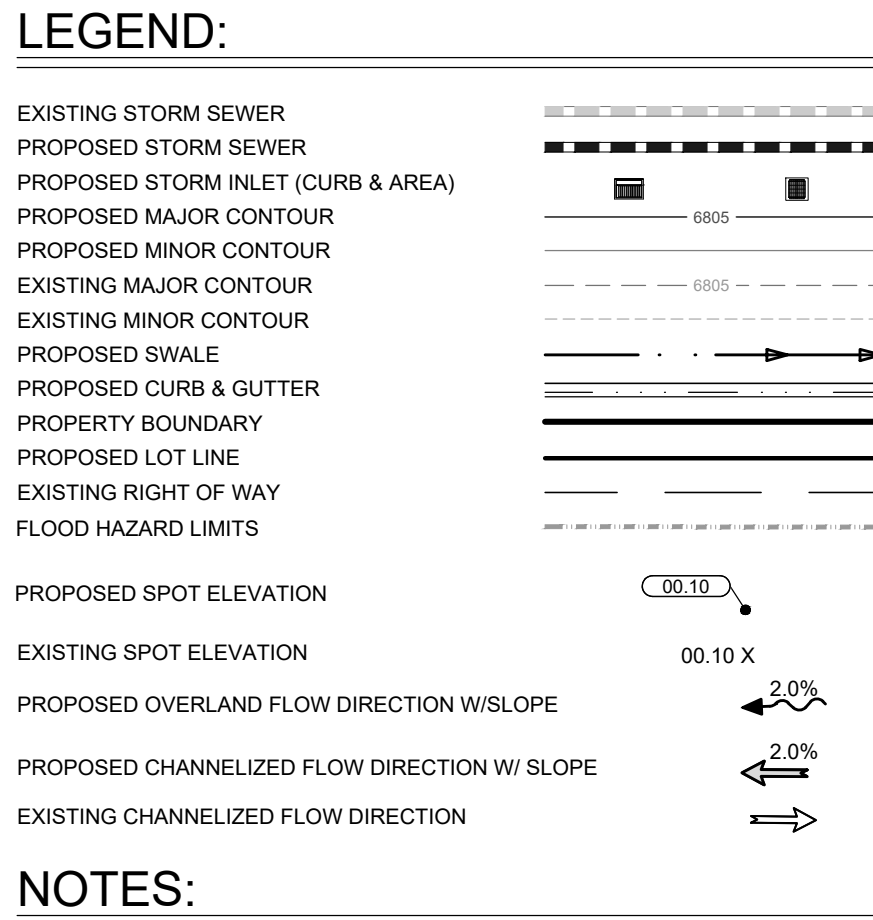 LEGEND:
EXISTING STORM SEWER
PROPOSED STORM SEWER
PROPOSED STORM INLET (CURB & AREA)
PROPOSED MAJOR CONTOUR 6805
PROPOSED MINOR CONTOUR
EXISTING MAJOR CONTOUR 6805
EXISTING MINOR CONTOUR
PROPOSED SWALE
PROPOSED CURB & GUTTER
PROPERTY BOUNDARY
PROPOSED LOT LINE
EXISTING RIGHT OF WAY
FLOOD HAZARD LIMITS
PROPOSED SPOT ELEVATION 00.10
EXISTING SPOT ELEVATION 00.10 X
PROPOSED OVERLAND FLOW DIRECTION W/SLOPE 2.0%
PROPOSED CHANNELIZED FLOW DIRECTION W/ SLOPE 2.0%
EXISTING CHANNELIZED FLOW DIRECTION
NOTES: